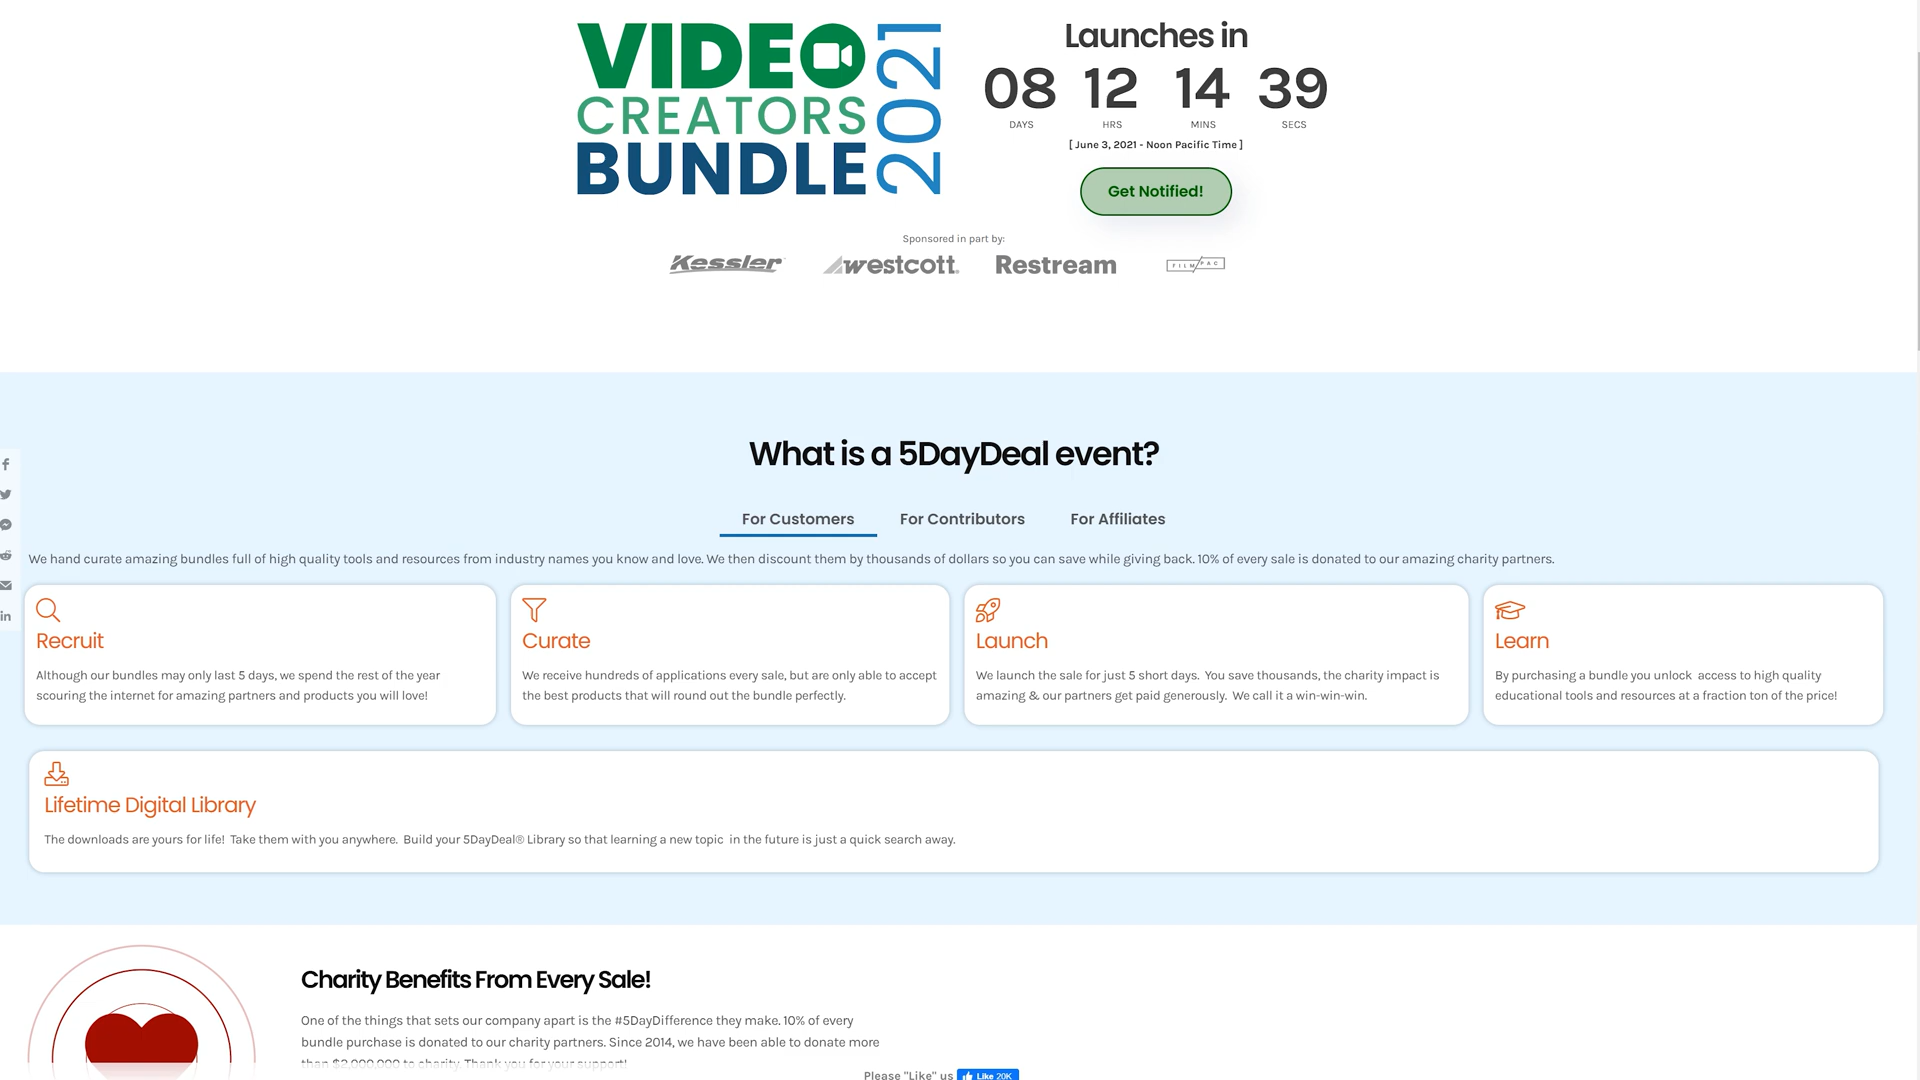 VIDEO
CREATORS
BUNDLE
2021
Launches in
08 12 14 39
DAYS HRS MINS SECS
[ June 3, 2021 - Noon Pacific Time ]
Get Notified!
Sponsored in part by:
Kessler westcott Restream FILMPAC
What is a 5DayDeal event?
For Customers For Contributors For Affiliates
We hand curate amazing bundles full of high quality tools and resources from industry names you know and love. We then discount them by thousands of dollars so you can save while giving back. 10% of every sale is donated to our amazing charity partners.
Recruit
Although our bundles may only last 5 days, we spend the rest of the year
scouring the internet for amazing partners and products you will love!
Curate
We receive hundreds of applications every sale, but are only able to accept
the best products that will round out the bundle perfectly.
Launch
We launch the sale for just 5 short days. You save thousands, the charity impact is
amazing & our partners get paid generously. We call it a win-win-win.
Learn
By purchasing a bundle you unlock access to high quality
educational tools and resources at a fraction ton of the price!
Lifetime Digital Library
The downloads are yours for life! Take them with you anywhere. Build your 5DayDeal® Library so that learning a new topic in the future is just a quick search away.
Charity Benefits From Every Sale!
One of the things that sets our company apart is the #5DayDifference they make. 10% of every
bundle purchase is donated to our charity partners. Since 2014, we have been able to donate more
than $2,000,000 to charity. Thank you for your support!
Please "Like" us Like 20K